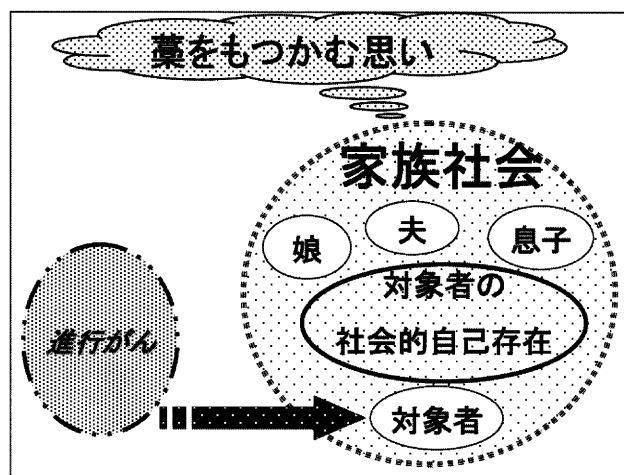 藁をもつかむ思い
家族社会
娘
夫
息子
対象者の
社会的自己存在
進行がん
対象者